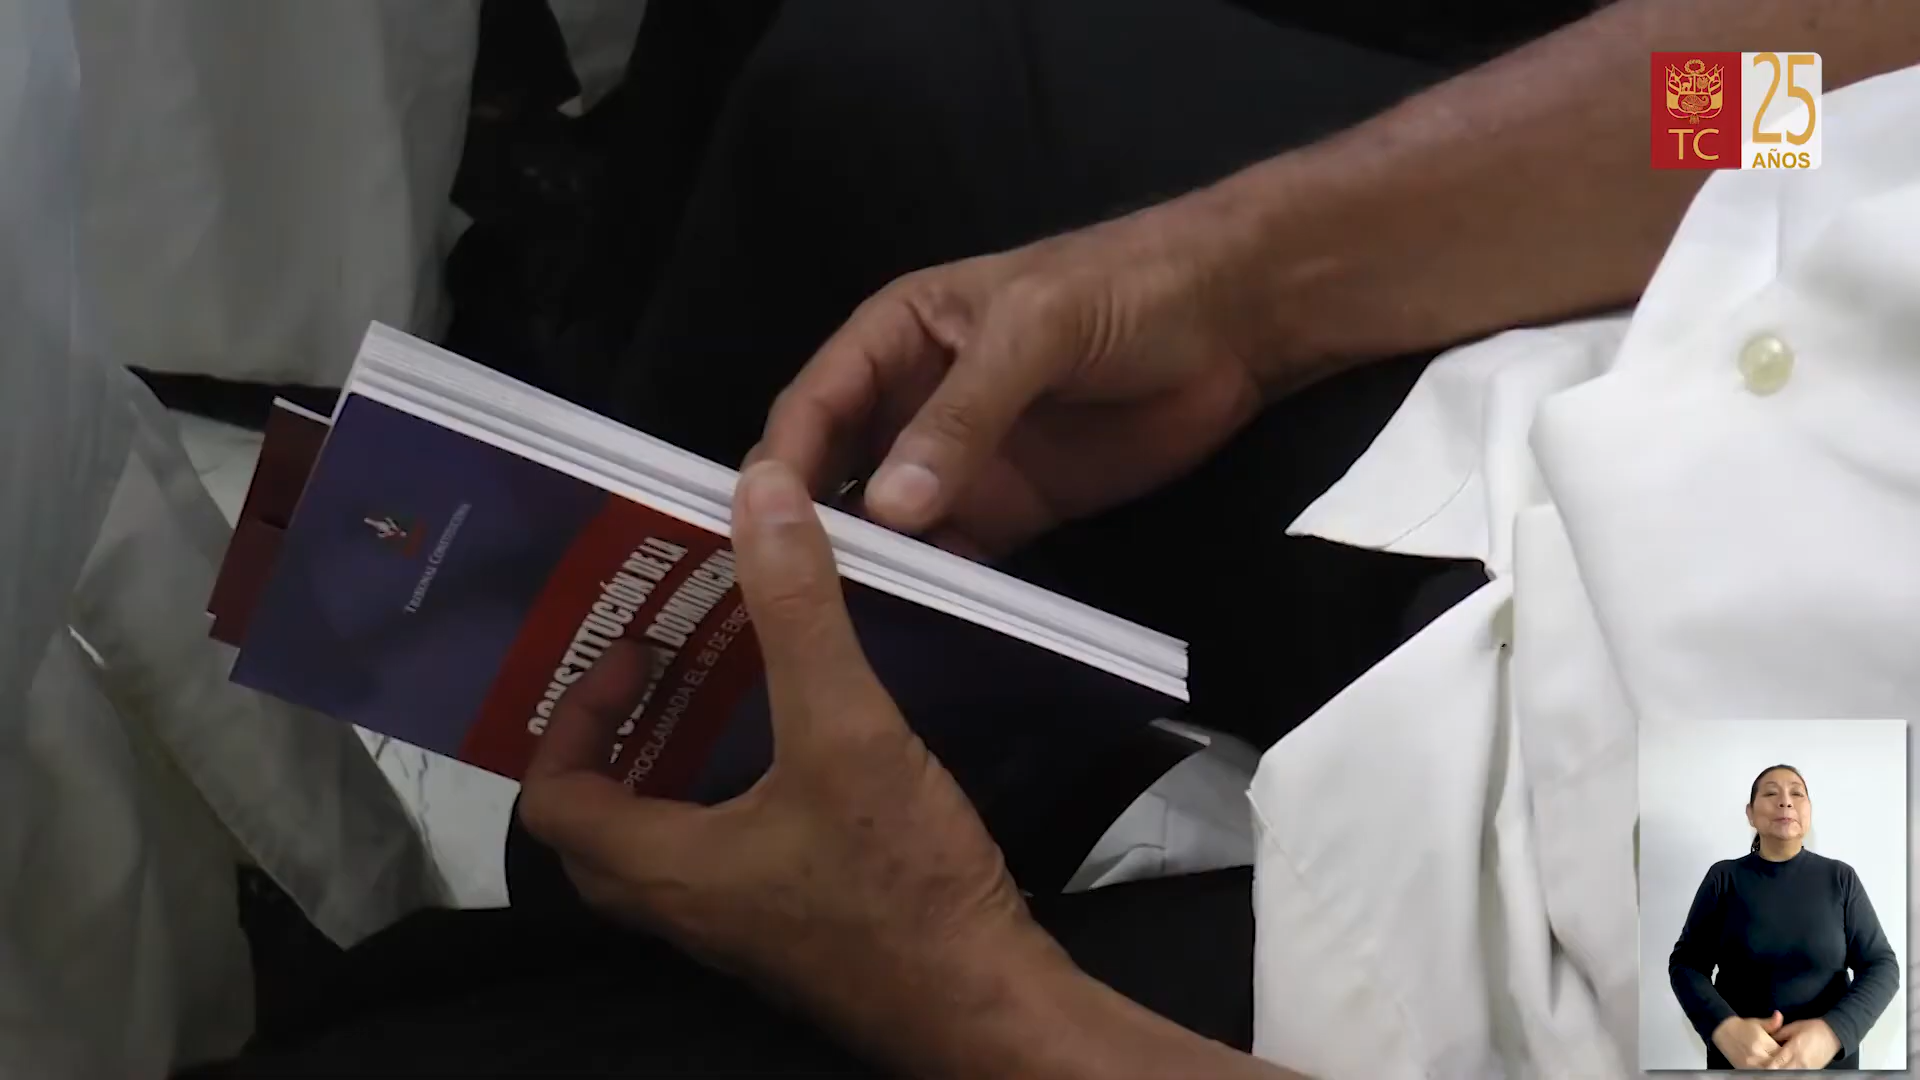 TC
25
AÑOS
TRIBUNAL CONSTITUCIONAL
CONSTITUCIÓN DE LA
DOMINICANA
PROCLAMADA EL 26 DE